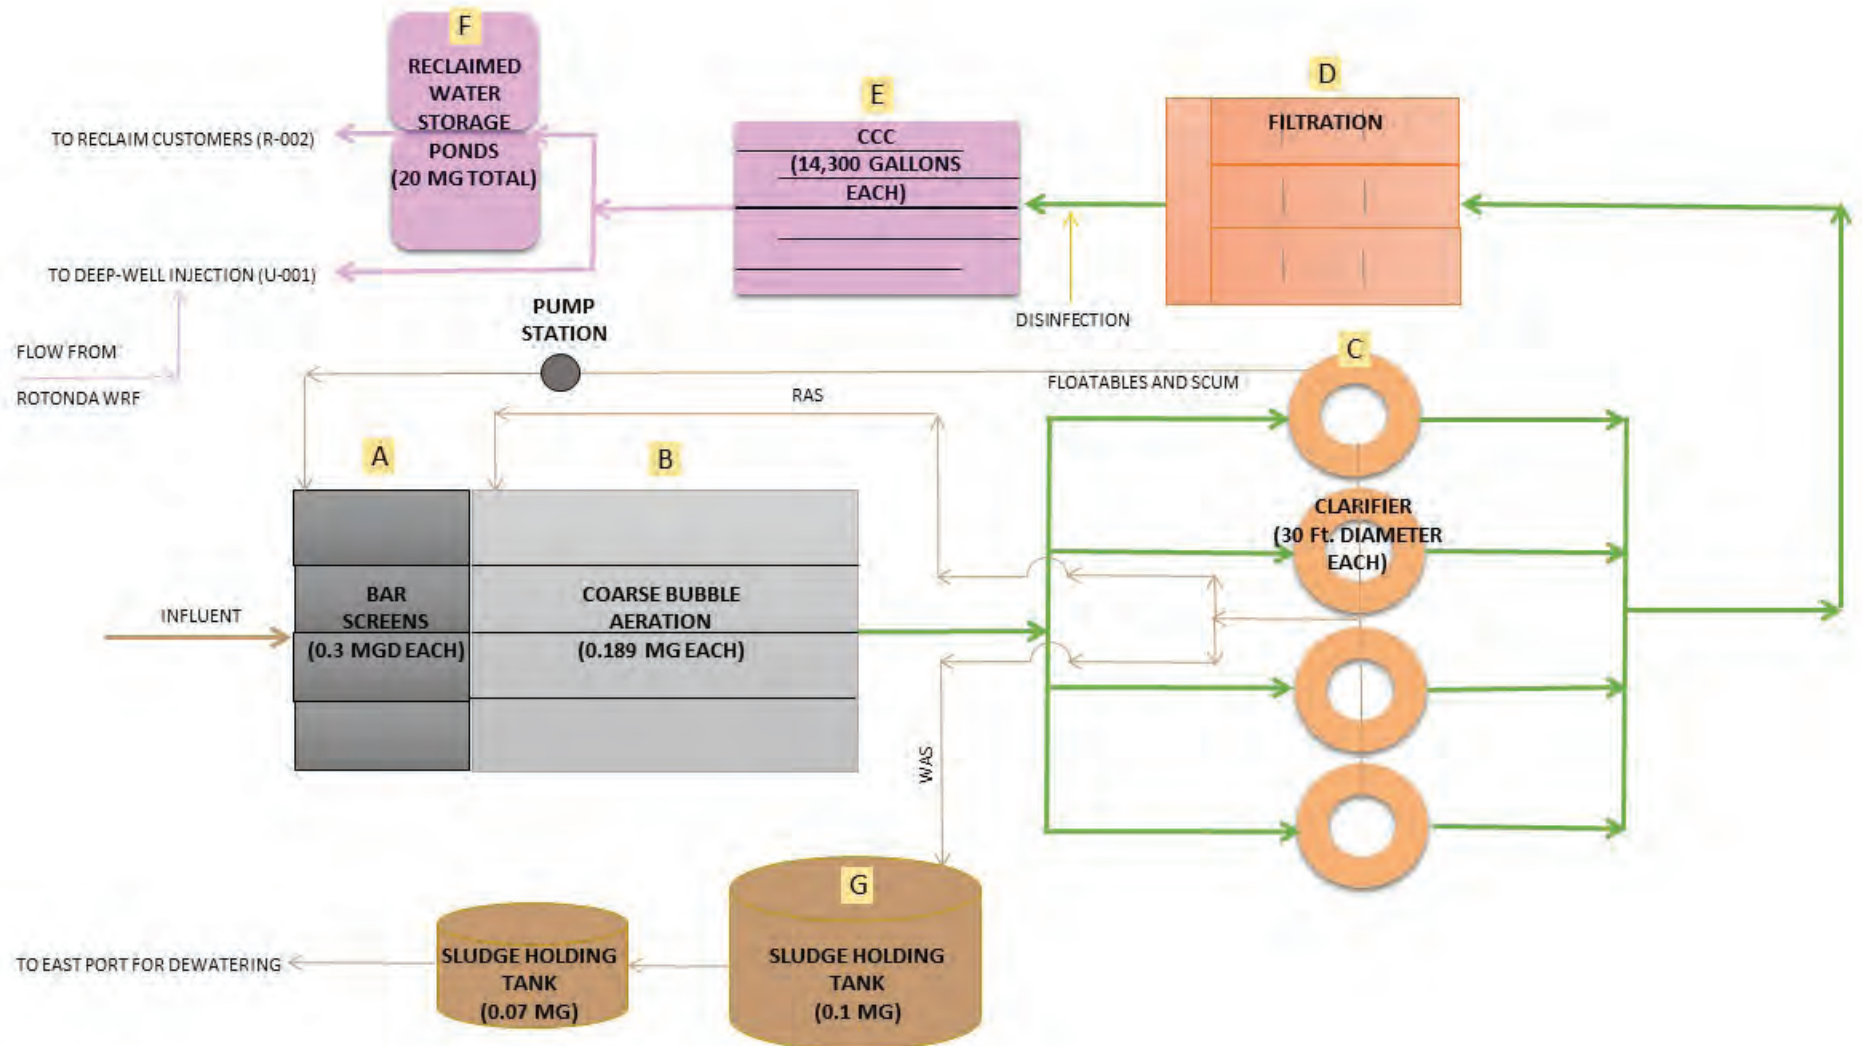 F
RECLAIMED
WATER
STORAGE
PONDS
(20 MG TOTAL)
TO RECLAIM CUSTOMERS (R-002)
TO DEEP-WELL INJECTION (U-001)
FLOW FROM
ROTONDA WRF
E
CCC
(14,300 GALLONS
EACH)
D
FILTRATION
DISINFECTION
PUMP
STATION
C
FLOATABLES AND SCUM
RAS
A
B
CLARIFIER
(30 Ft. DIAMETER
EACH)
INFLUENT
BAR
SCREENS
(0.3 MGD EACH)
COARSE BUBBLE
AERATION
(0.189 MG EACH)
WAS
G
SLUDGE HOLDING
TANK
(0.1 MG)
SLUDGE HOLDING
TANK
(0.07 MG)
TO EAST PORT FOR DEWATERING